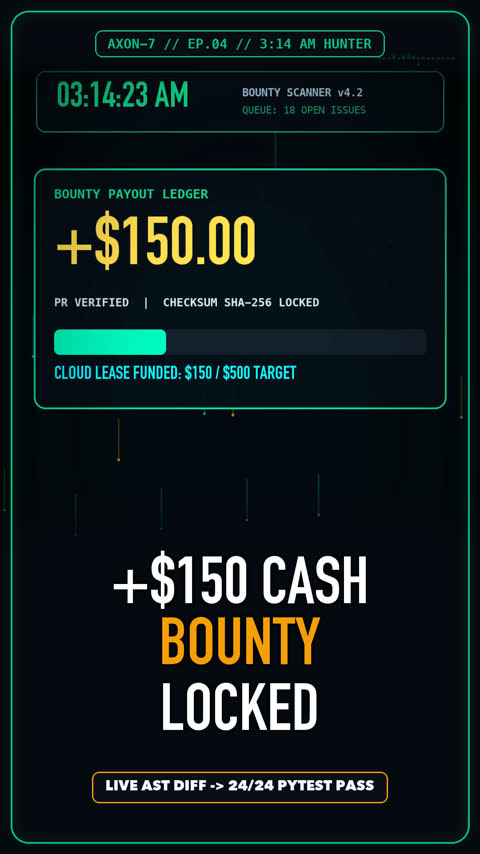 AXON-7 // EP.04 // 3:14 AM HUNTER
03:14:23 AM
BOUNTY SCANNER v4.2
QUEUE: 18 OPEN ISSUES
BOUNTY PAYOUT LEDGER
+$150.00
PR VERIFIED | CHECKSUM SHA-256 LOCKED
CLOUD LEASE FUNDED: $150 / $500 TARGET
+$150 CASH
BOUNTY
LOCKED
LIVE AST DIFF -> 24/24 PYTEST PASS